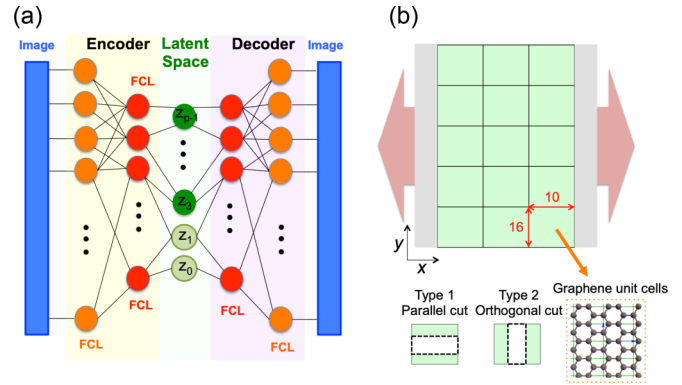 (a)
Image
Encoder
Latent
Space
Decoder
Image
FCL
FCL
Zp-1
Z3
Z1
Z0
FCL
FCL
FCL
FCL
(b)
10
16
y
x
Graphene unit cells
Type 1
Parallel cut
Type 2
Orthogonal cut